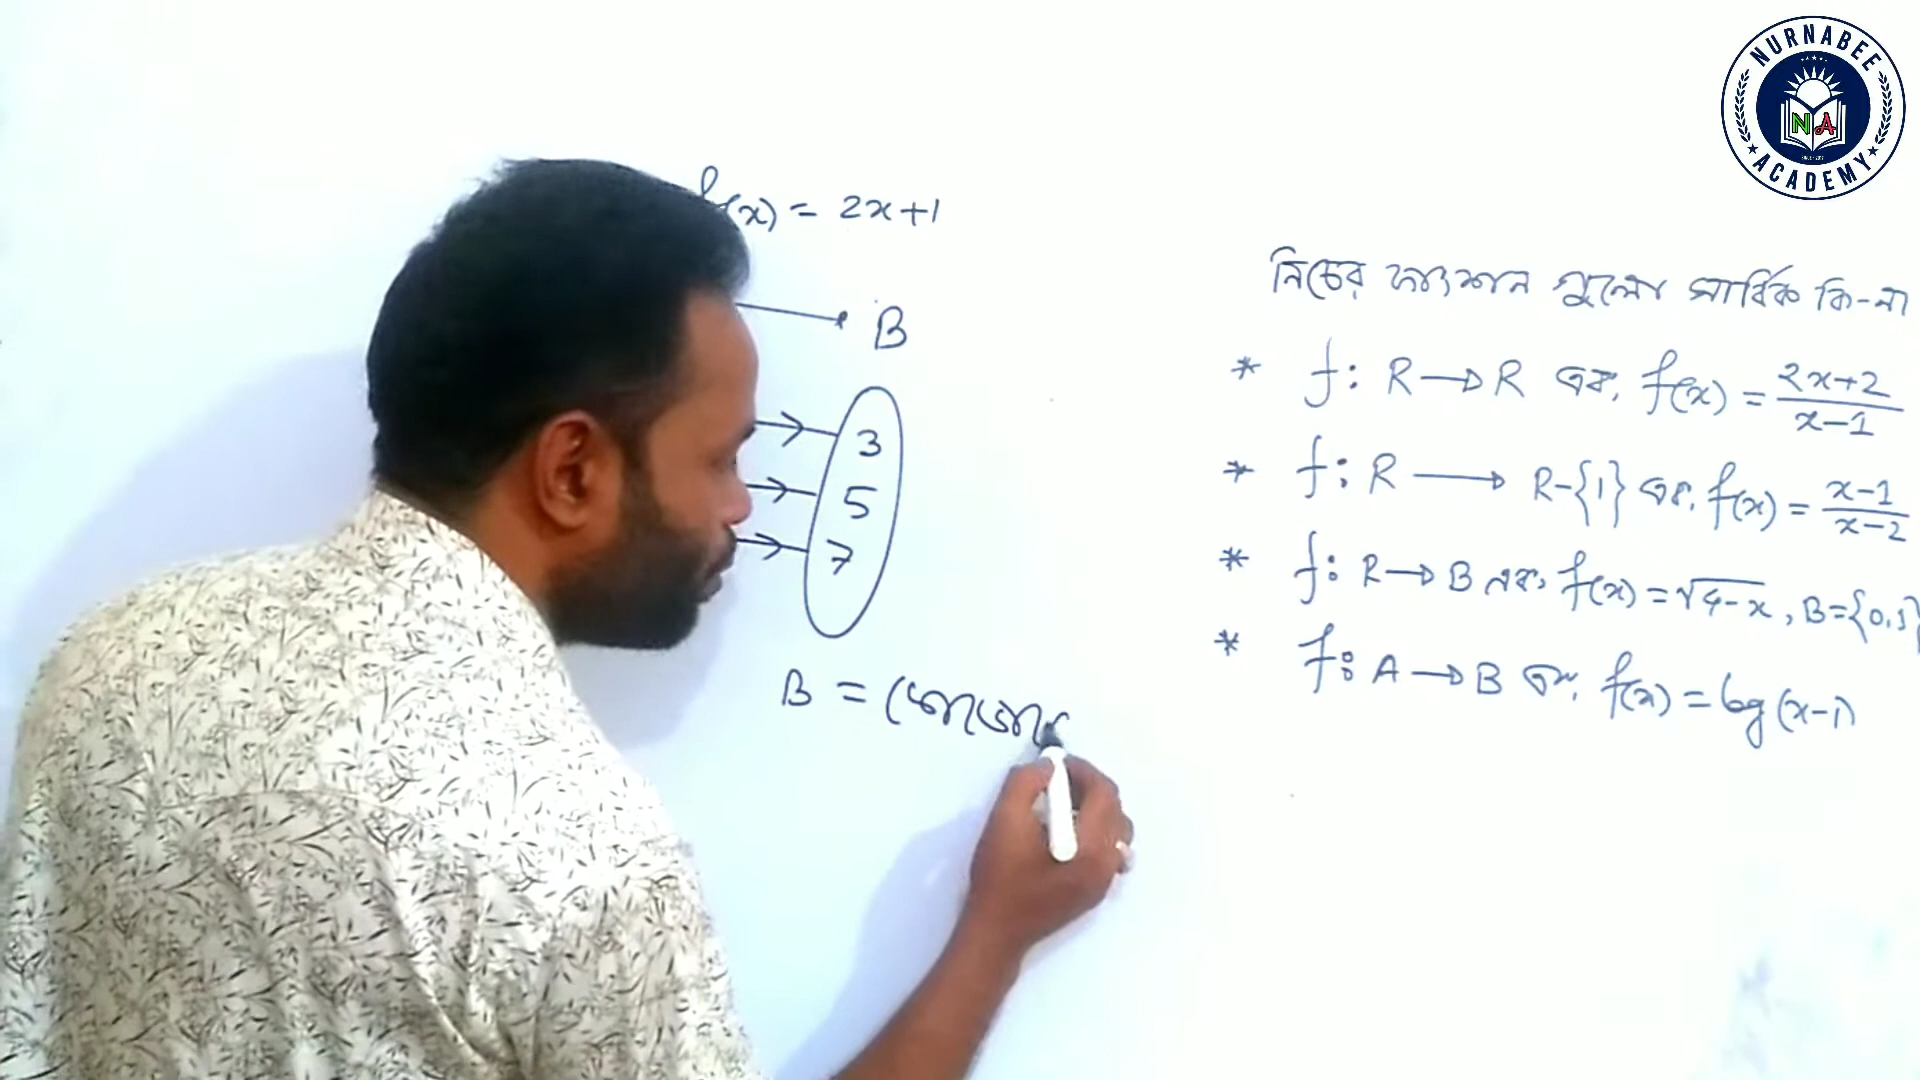 NURNABEE
NA
ACADEMY
f(x) = 2x+1
B
3
5
7
B = কোডোমে
নিচের ফাংশন গুলো সার্বিক কি-না
* f: R→R এবং f(x) = (2x+2)/(x-1)
* f: R → R-{1} এবং f(x) = (x-1)/(x-2)
* f: R→B এবং f(x) = √(4-x), B={0,1}
* f: A→B এবং f(x) = log(x-1)